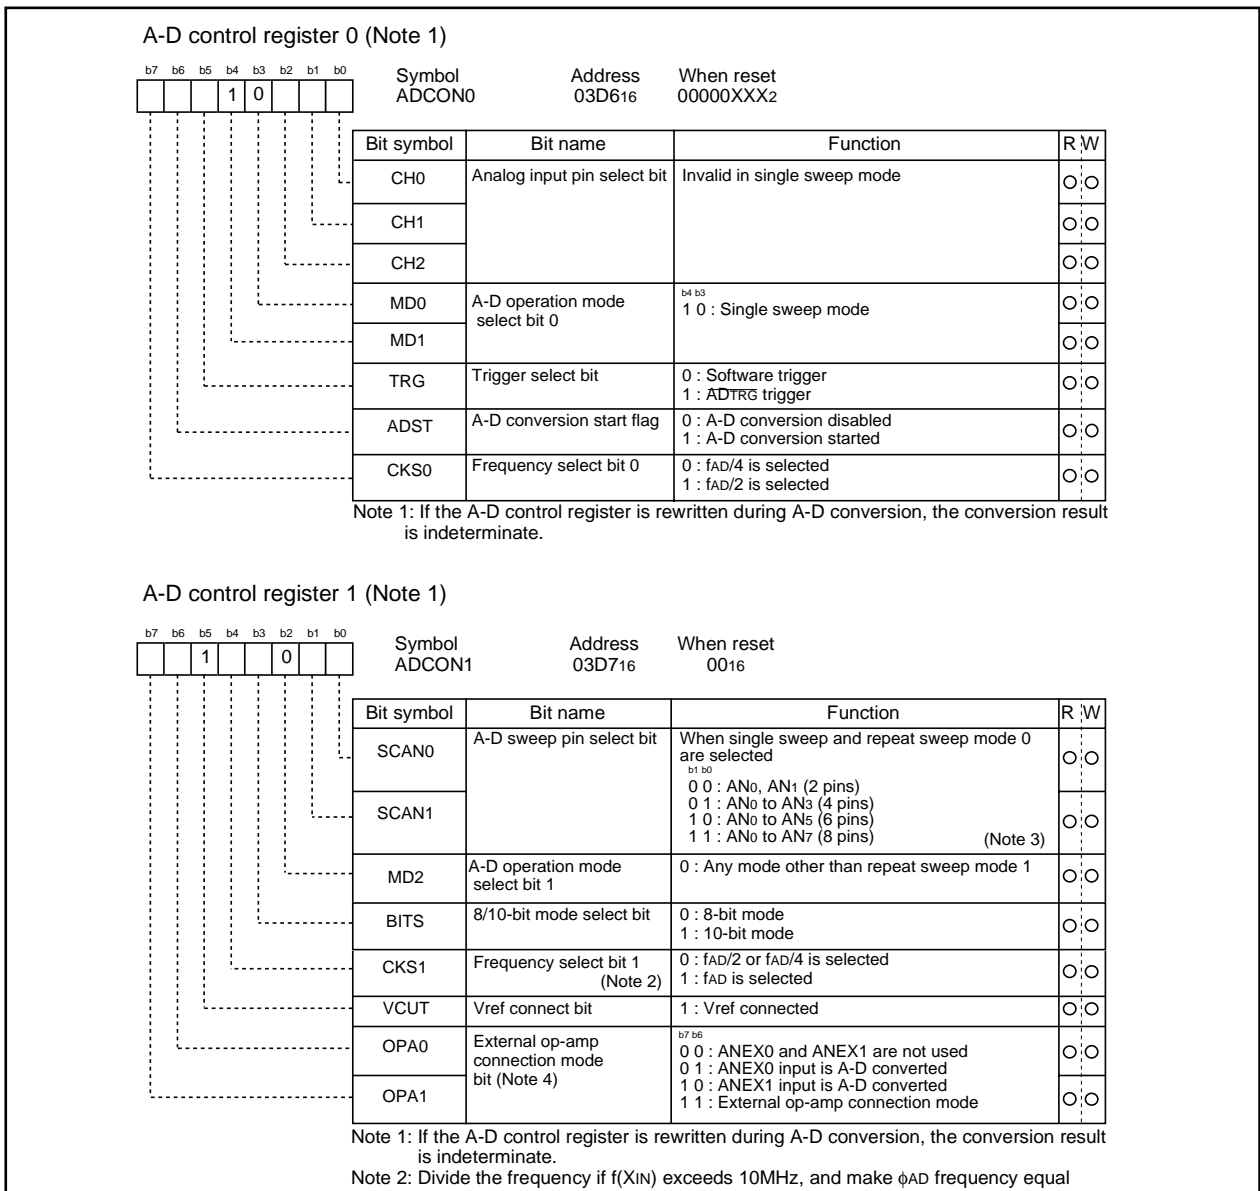 A-D control register 0 (Note 1)
b7 b6 b5 b4 b3 b2 b1 b0
1 0
Symbol Address When reset
ADCON0 03D616 00000XXX2
Bit symbol Bit name Function R W
CH0 Analog input pin select bit Invalid in single sweep mode
CH1
CH2
MD0 A-D operation mode select bit 0
b4 b3
1 0 : Single sweep mode
MD1
TRG Trigger select bit 0 : Software trigger
1 : ADTRG trigger
ADST A-D conversion start flag 0 : A-D conversion disabled
1 : A-D conversion started
CKS0 Frequency select bit 0 0 : fAD/4 is selected
1 : fAD/2 is selected
Note 1: If the A-D control register is rewritten during A-D conversion, the conversion result
is indeterminate.
A-D control register 1 (Note 1)
b7 b6 b5 b4 b3 b2 b1 b0
1 0
Symbol Address When reset
ADCON1 03D716 0016
Bit symbol Bit name Function R W
SCAN0 A-D sweep pin select bit When single sweep and repeat sweep mode 0
are selected
b1 b0
0 0 : AN0, AN1 (2 pins)
SCAN1 0 1 : AN0 to AN3 (4 pins)
1 0 : AN0 to AN5 (6 pins)
1 1 : AN0 to AN7 (8 pins) (Note 3)
MD2 A-D operation mode select bit 1 0 : Any mode other than repeat sweep mode 1
BITS 8/10-bit mode select bit 0 : 8-bit mode
1 : 10-bit mode
CKS1 Frequency select bit 1 (Note 2) 0 : fAD/2 or fAD/4 is selected
1 : fAD is selected
VCUT Vref connect bit 1 : Vref connected
OPA0 External op-amp connection mode bit (Note 4)
b7 b6
0 0 : ANEX0 and ANEX1 are not used
0 1 : ANEX0 input is A-D converted
1 0 : ANEX1 input is A-D converted
OPA1 1 1 : External op-amp connection mode
Note 1: If the A-D control register is rewritten during A-D conversion, the conversion result
is indeterminate.
Note 2: Divide the frequency if f(XIN) exceeds 10MHz, and make ϕAD frequency equal